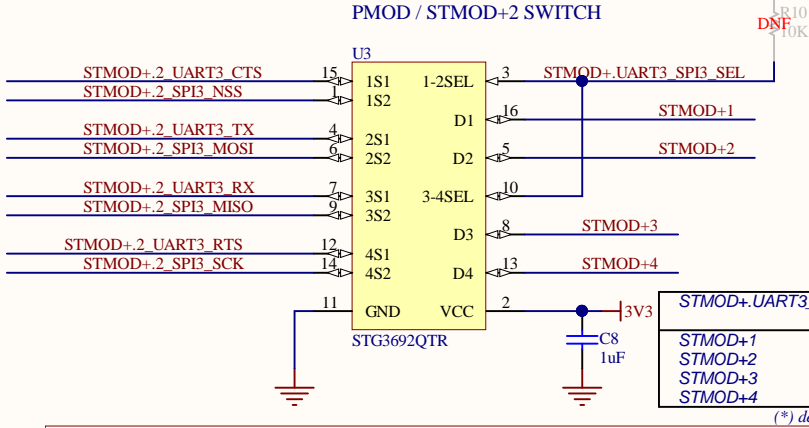 PMOD / STMOD+2 SWITCH
R10
DNF
10K
U3
STMOD+.2_UART3_CTS 15 1S1 1-2SEL 3 STMOD+.UART3_SPI3_SEL
STMOD+.2_SPI3_NSS 1 1S2
D1 16 STMOD+1
STMOD+.2_UART3_TX 4 2S1
STMOD+.2_SPI3_MOSI 6 2S2 D2 5 STMOD+2
STMOD+.2_UART3_RX 7 3S1 3-4SEL 10
STMOD+.2_SPI3_MISO 9 3S2
D3 8 STMOD+3
STMOD+.2_UART3_RTS 12 4S1
STMOD+.2_SPI3_SCK 14 4S2 D4 13 STMOD+4
11 GND VCC 2 3V3
STG3692QTR
C8
1uF
STMOD+.UART3_
STMOD+1
STMOD+2
STMOD+3
STMOD+4
(*) de